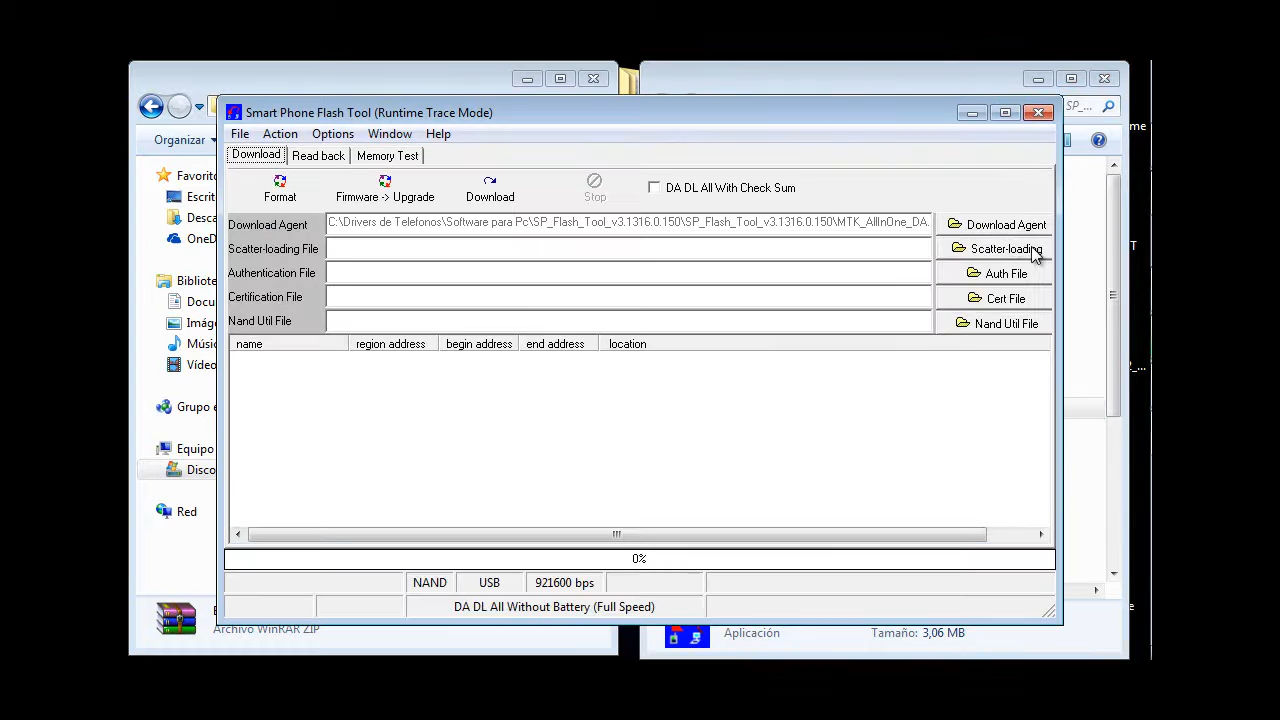 Smart Phone Flash Tool (Runtime Trace Mode)
File Action Options Window Help
Download Read back Memory Test
Format Firmware -> Upgrade Download Stop DA DL All With Check Sum
Download Agent C:\Drivers de Telefonos\Software para Pc\SP_Flash_Tool_v3.1316.0.150\SP_Flash_Tool_v3.1316.0.150\MTK_AllInOne_DA. Download Agent
Scatter-loading File Scatter-loading
Authentication File Auth File
Certification File Cert File
Nand Util File Nand Util File
name region address begin address end address location
0%
NAND USB 921600 bps
DA DL All Without Battery (Full Speed)
Organizar
Favorito
Escrit
Desca
OneD
Biblioteo
Docu
Imág
Músic
Vídeo
Grupo e
Equipo
Disco
Red
Archivo WinRAR ZIP
SP_...
Aplicación Tamaño: 3,06 MB